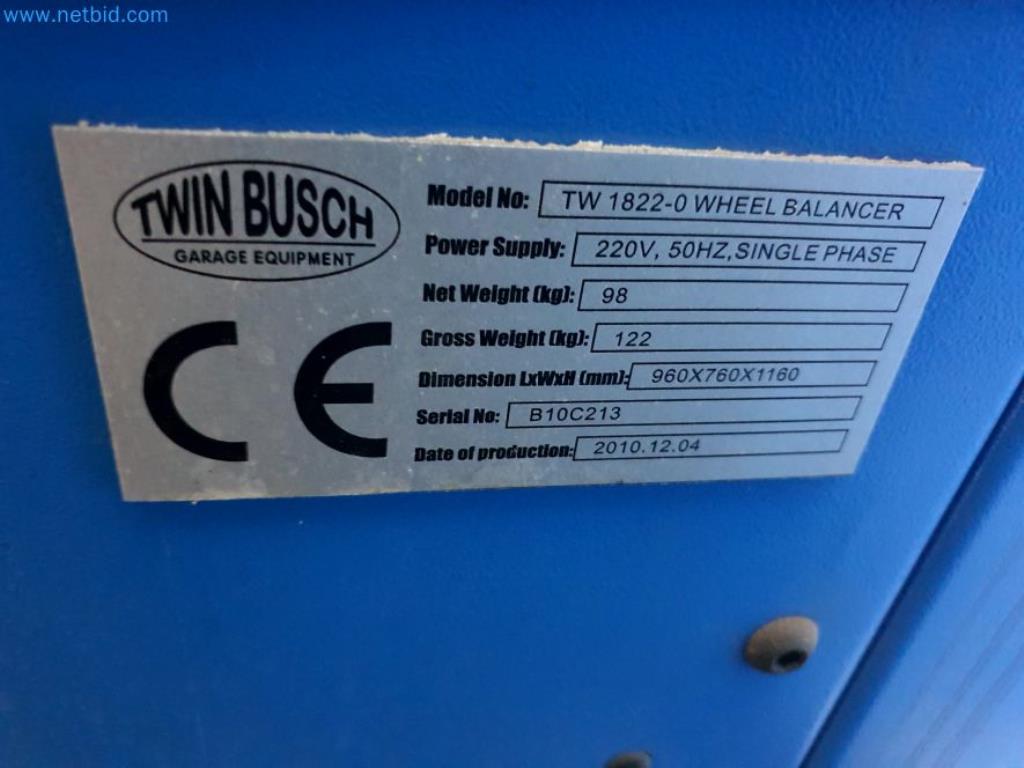 www.netbid.com
TWIN BUSCH
GARAGE EQUIPMENT
CE
Model No: TW 1822-0 WHEEL BALANCER
Power Supply: 220V, 50HZ,SINGLE PHASE
Net Weight (kg): 98
Gross Weight (kg): 122
Dimension LxWxH (mm): 960X760X1160
Serial No: B10C213
Date of production: 2010.12.04